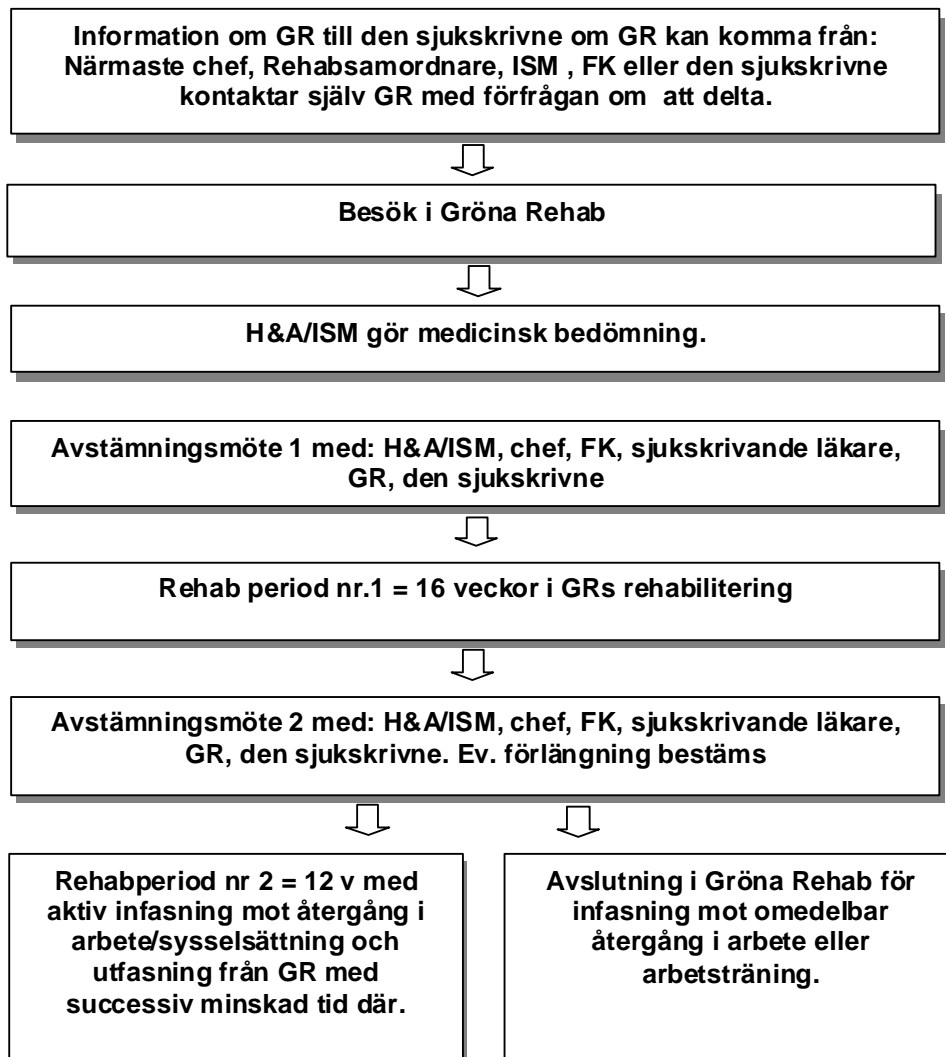 Information om GR till den sjukskrivne om GR kan komma från:
Närmaste chef, Rehabsamordnare, ISM , FK eller den sjukskrivne
kontaktar själv GR med förfrågan om att delta.
Besök i Gröna Rehab
H&A/ISM gör medicinsk bedömning.
Avstämningsmöte 1 med: H&A/ISM, chef, FK, sjukskrivande läkare,
GR, den sjukskrivne
Rehab period nr.1 = 16 veckor i GRs rehabilitering
Avstämningsmöte 2 med: H&A/ISM, chef, FK, sjukskrivande läkare,
GR, den sjukskrivne. Ev. förlängning bestäms
Rehabperiod nr 2 = 12 v med
aktiv infasning mot återgång i
arbete/sysselsättning och
utfasning från GR med
successiv minskad tid där.
Avslutning i Gröna Rehab för
infasning mot omedelbar
återgång i arbete eller
arbetsträning.